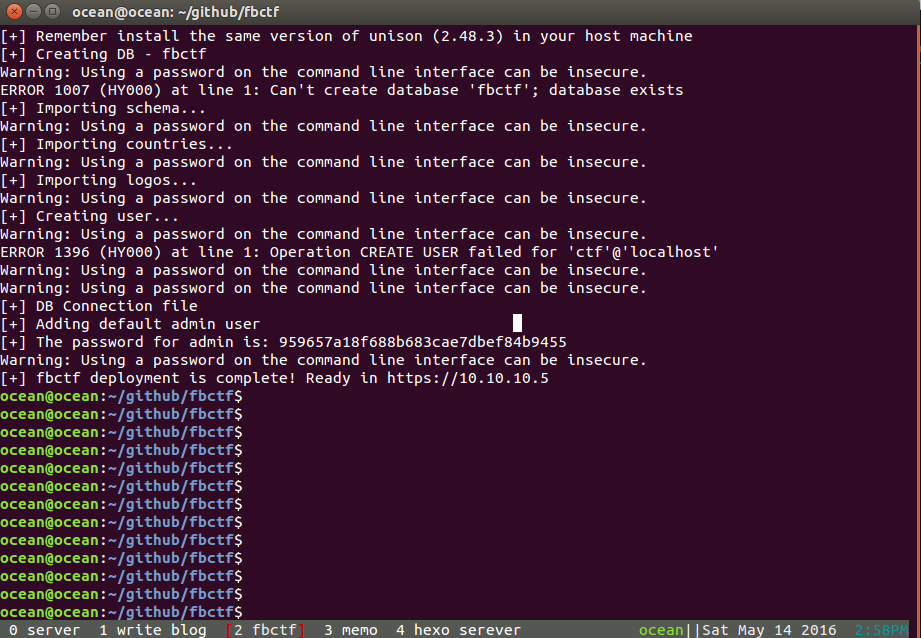 ocean@ocean: ~/github/fbctf
[+] Remember install the same version of unison (2.48.3) in your host machine
[+] Creating DB - fbctf
Warning: Using a password on the command line interface can be insecure.
ERROR 1007 (HY000) at line 1: Can't create database 'fbctf'; database exists
[+] Importing schema...
Warning: Using a password on the command line interface can be insecure.
[+] Importing countries...
Warning: Using a password on the command line interface can be insecure.
[+] Importing logos...
Warning: Using a password on the command line interface can be insecure.
[+] Creating user...
Warning: Using a password on the command line interface can be insecure.
ERROR 1396 (HY000) at line 1: Operation CREATE USER failed for 'ctf'@'localhost'
Warning: Using a password on the command line interface can be insecure.
Warning: Using a password on the command line interface can be insecure.
[+] DB Connection file
[+] Adding default admin user
[+] The password for admin is: 959657a18f688b683cae7dbef84b9455
Warning: Using a password on the command line interface can be insecure.
[+] fbctf deployment is complete! Ready in https://10.10.10.5
ocean@ocean:~/github/fbctf$
ocean@ocean:~/github/fbctf$
ocean@ocean:~/github/fbctf$
ocean@ocean:~/github/fbctf$
ocean@ocean:~/github/fbctf$
ocean@ocean:~/github/fbctf$
ocean@ocean:~/github/fbctf$
ocean@ocean:~/github/fbctf$
ocean@ocean:~/github/fbctf$
ocean@ocean:~/github/fbctf$
ocean@ocean:~/github/fbctf$
ocean@ocean:~/github/fbctf$
ocean@ocean:~/github/fbctf$
0 server 1 write blog [2 fbctf] 3 memo 4 hexo serever ocean||Sat May 14 2016 2:58PM